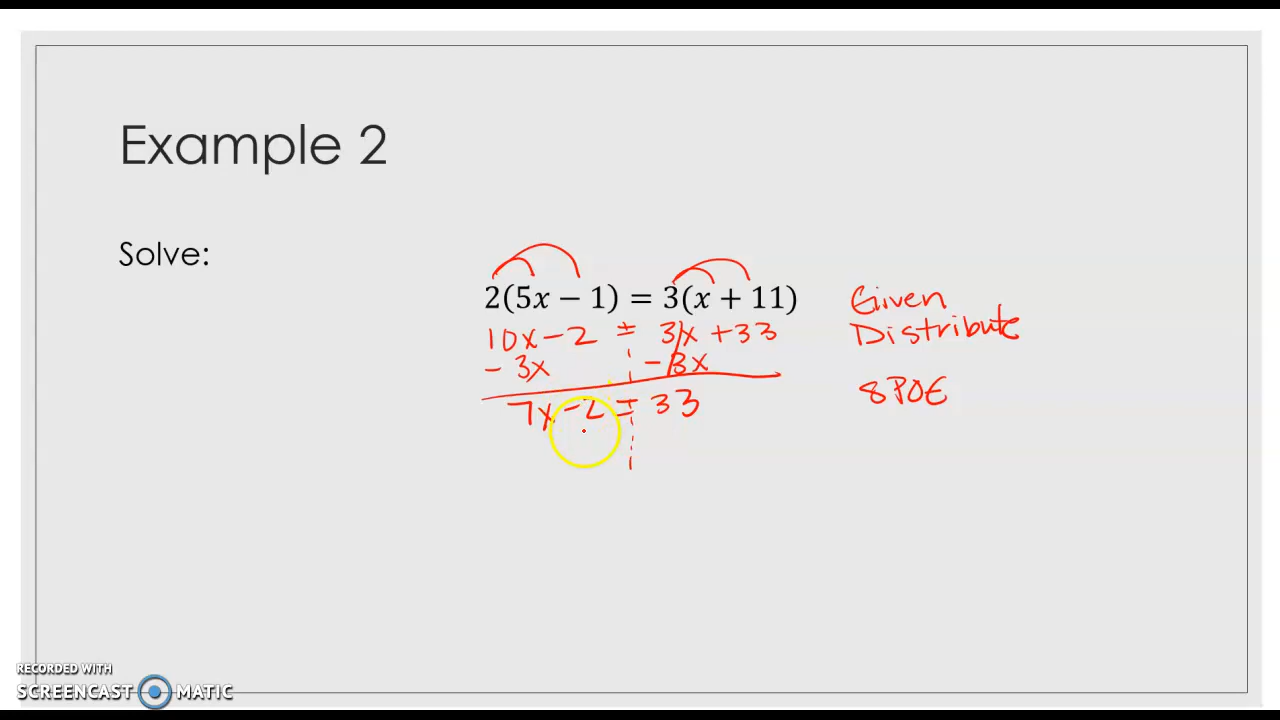 Example 2
Solve:
2(5x − 1) = 3(x + 11) Given
10x − 2 = 3x + 33 Distribute
− 3x − 3x
7x − 2 = 33 SPOE
RECORDED WITH
SCREENCAST MATIC